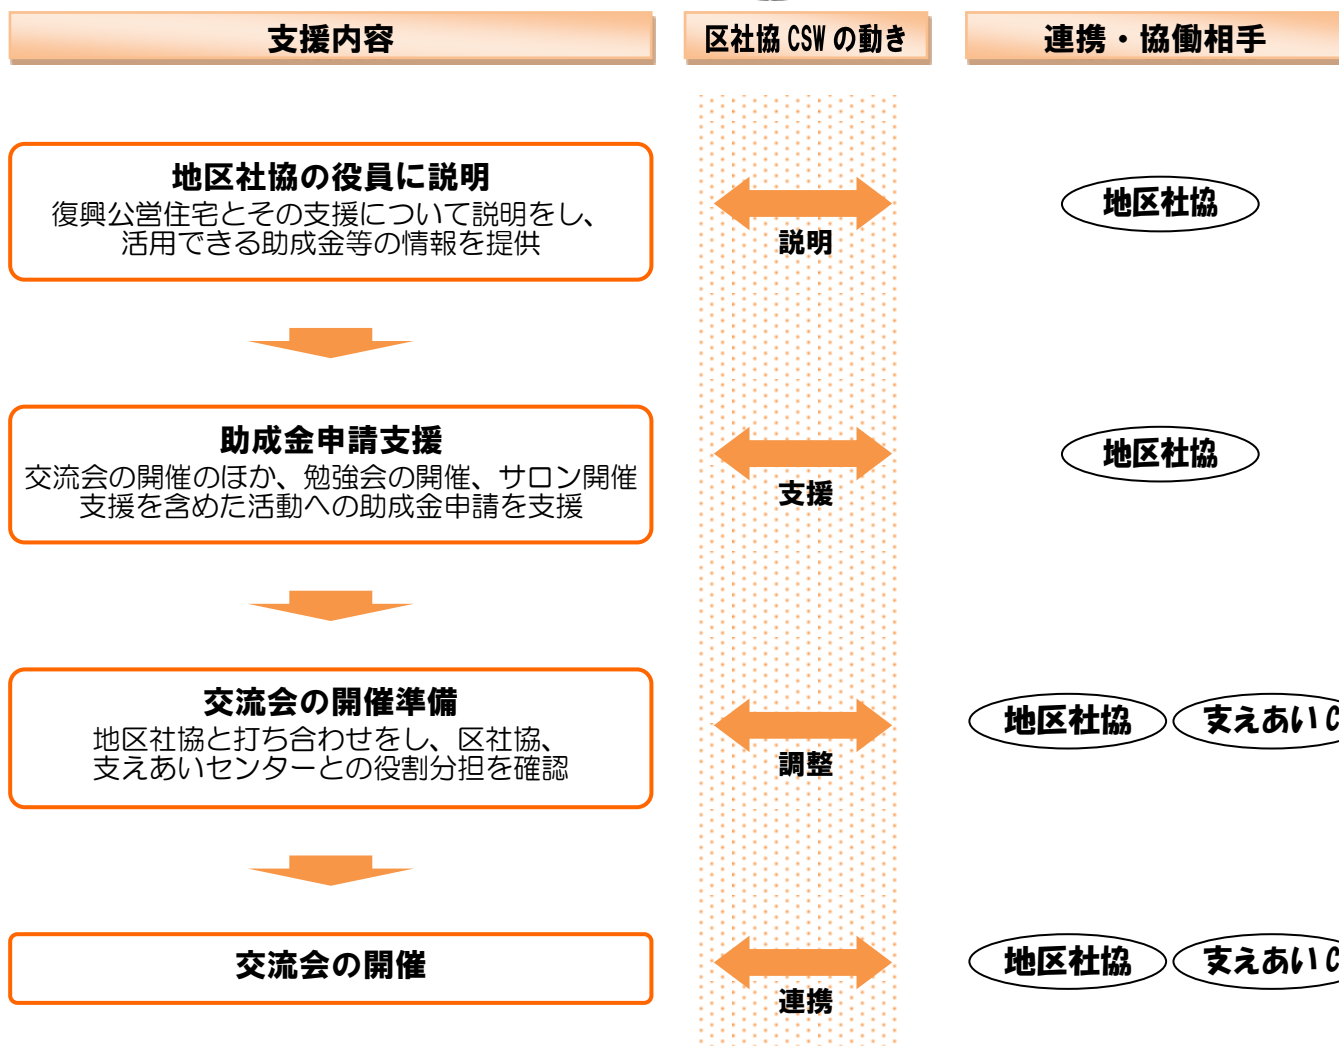 支援内容
区社協 CSW の動き
連携・協働相手
地区社協の役員に説明
復興公営住宅とその支援について説明をし、
活用できる助成金等の情報を提供
説明
地区社協
助成金申請支援
交流会の開催のほか、勉強会の開催、サロン開催
支援を含めた活動への助成金申請を支援
支援
地区社協
交流会の開催準備
地区社協と打ち合わせをし、区社協、
支えあいセンターとの役割分担を確認
調整
地区社協
支えあい C
交流会の開催
連携
地区社協
支えあい C